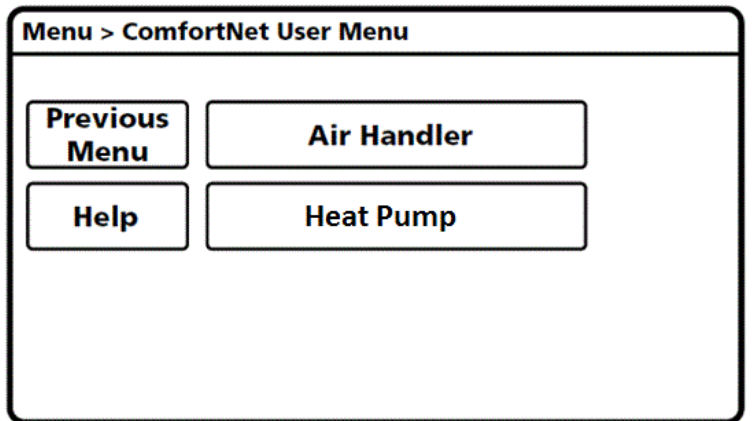 Menu > ComfortNet User Menu
Previous
Menu
Air Handler
Help
Heat Pump